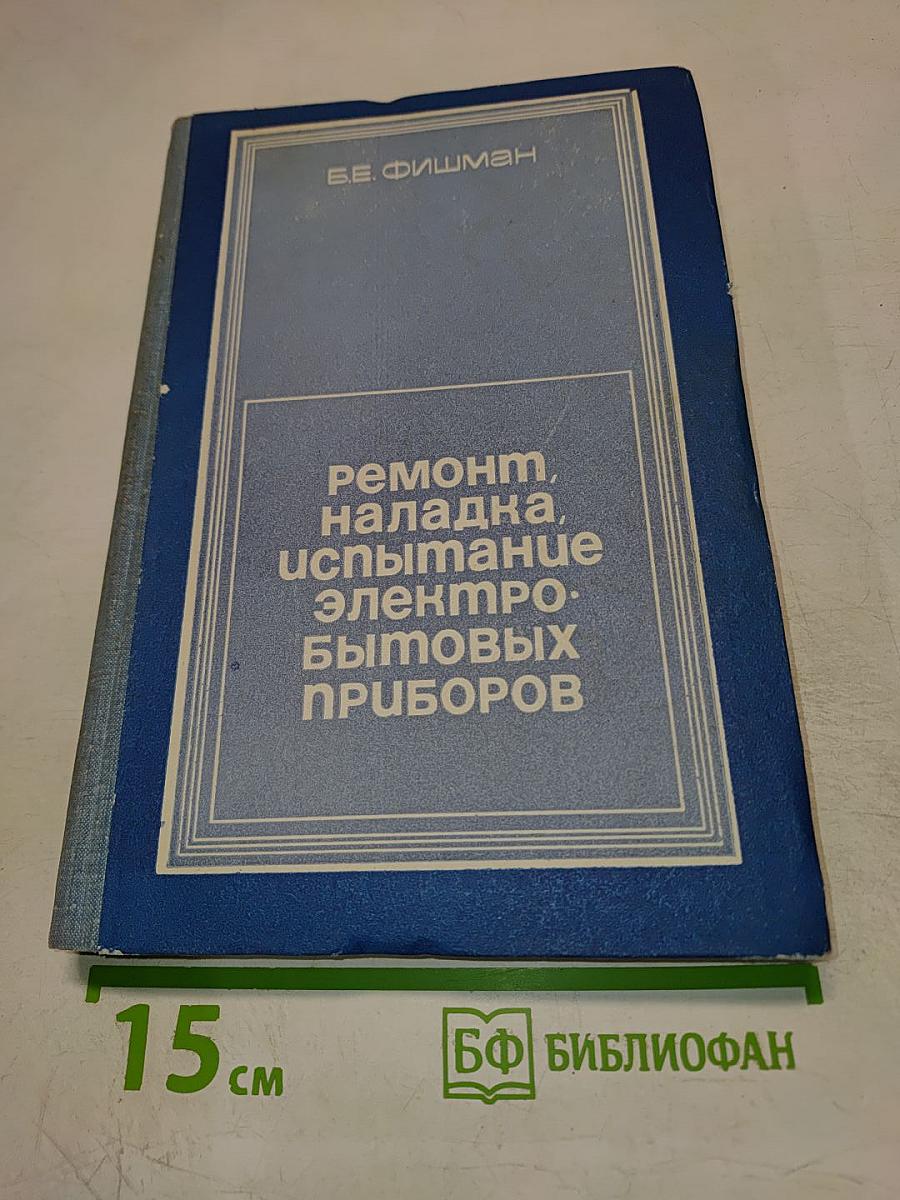 Б.Е. ФИШМАН
РЕМОНТ,
НАЛАДКА,
ИСПЫТАНИЕ
ЭЛЕКТРО-
БЫТОВЫХ
ПРИБОРОВ
15 см
БФ БИБЛИОФАН